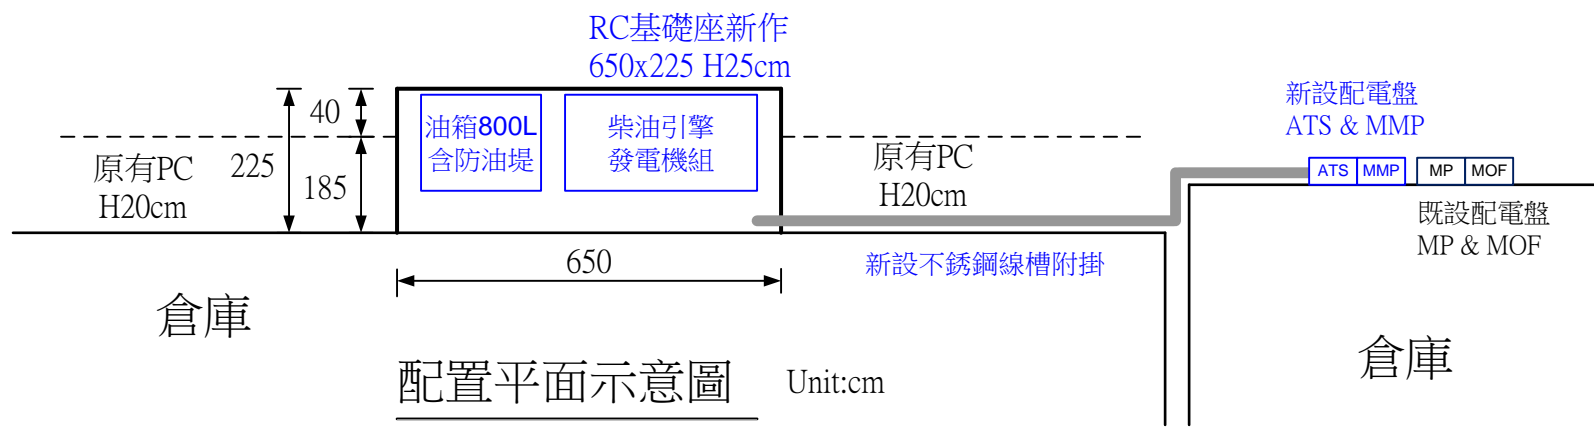 RC基礎座新作
650x225 H25cm
40
225
185
原有PC
H20cm
油箱800L
含防油堤
柴油引擎
發電機組
原有PC
H20cm
新設配電盤
ATS & MMP
ATS
MMP
MP
MOF
既設配電盤
MP & MOF
650
新設不銹鋼線槽附掛
倉庫
倉庫
配置平面示意圖
Unit:cm